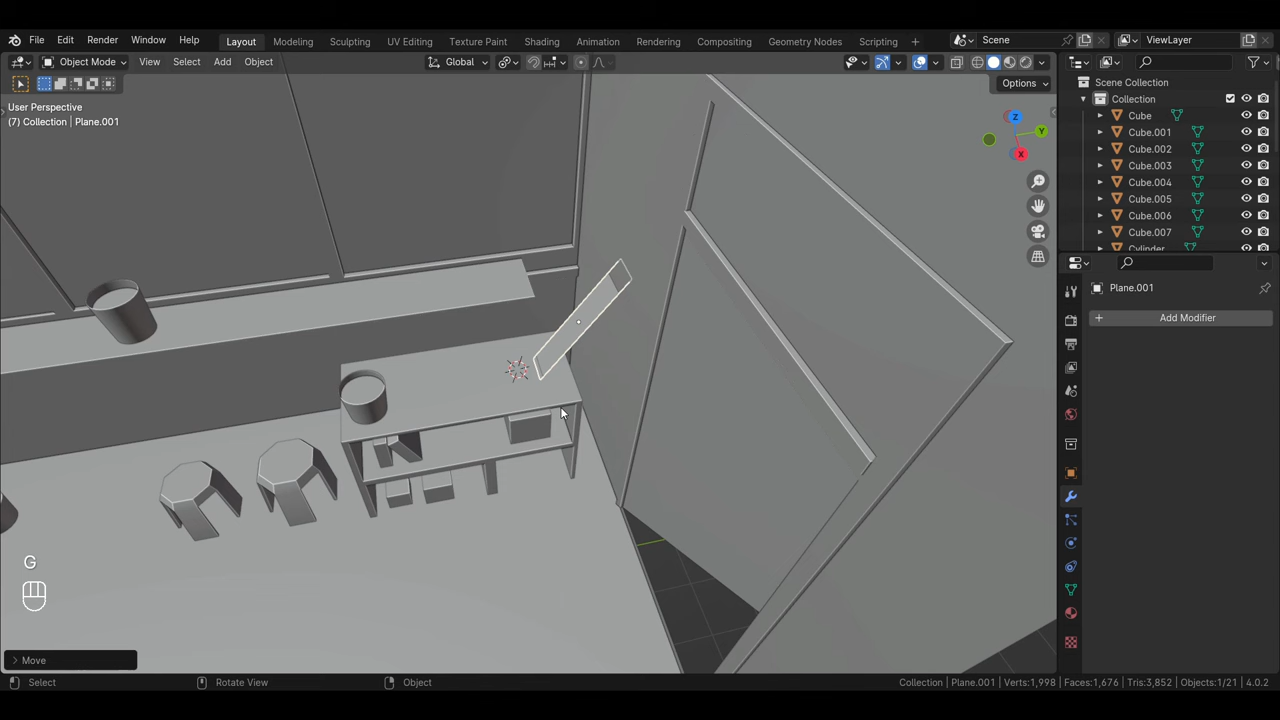 File Edit Render Window Help Layout Modeling Sculpting UV Editing Texture Paint Shading Animation Rendering Compositing Geometry Nodes Scripting + Scene ViewLayer
Object Mode View Select Add Object Global
Options
User Perspective
(7) Collection | Plane.001
Z
Y
X
Scene Collection
Collection
Cube
Cube.001
Cube.002
Cube.003
Cube.004
Cube.005
Cube.006
Cube.007
Cylinder
Plane.001
+ Add Modifier
G
Move
Select Rotate View Object Collection | Plane.001 | Verts:1,998 | Faces:1,676 | Tris:3,852 | Objects:1/21 | 4.0.2